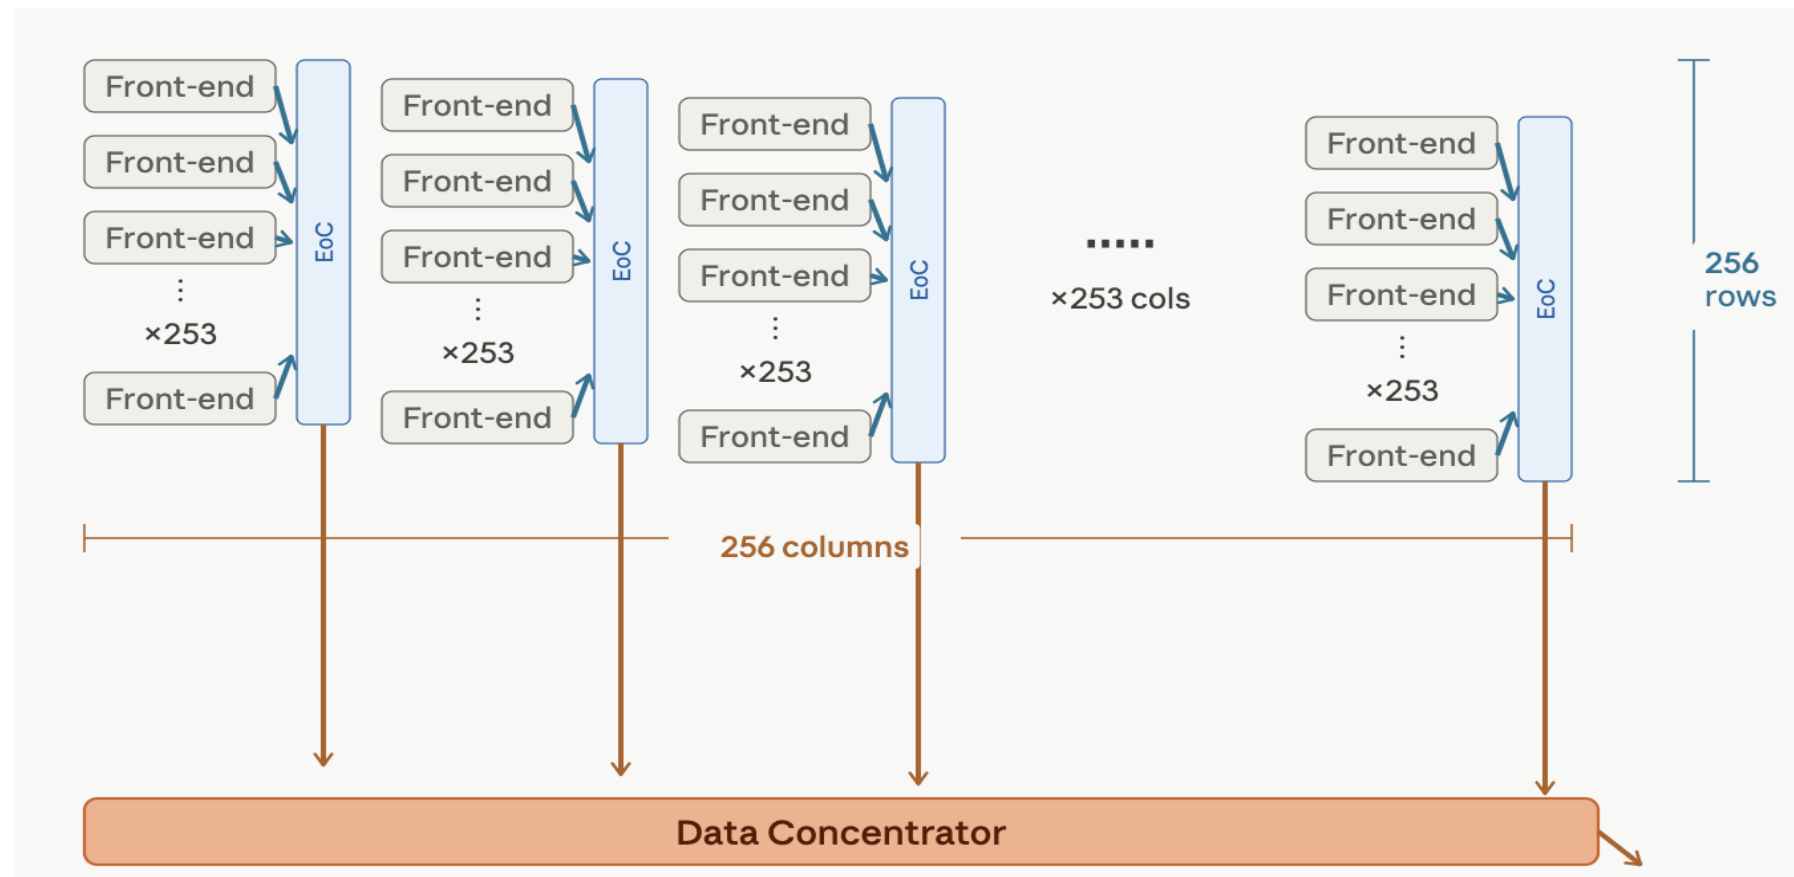 Front-end
Front-end
Front-end
⋮
×253
Front-end
EoC
Front-end
Front-end
Front-end
⋮
×253
Front-end
EoC
Front-end
Front-end
Front-end
⋮
×253
Front-end
EoC
.....
×253 cols
Front-end
Front-end
Front-end
⋮
×253
Front-end
EoC
256
rows
256 columns
Data Concentrator